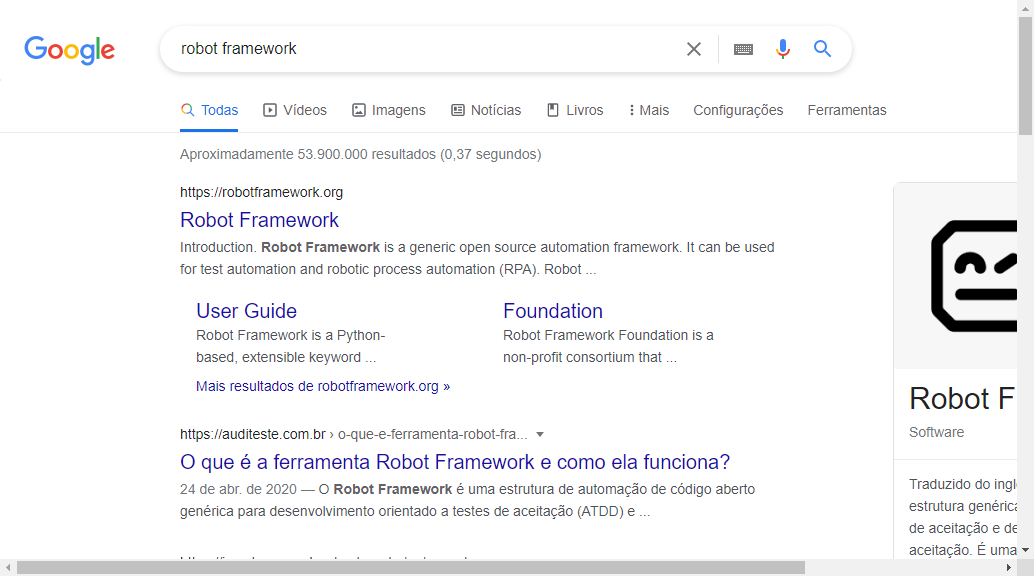 Google
robot framework
Todas Vídeos Imagens Notícias Livros Mais Configurações Ferramentas
Aproximadamente 53.900.000 resultados (0,37 segundos)
https://robotframework.org
Robot Framework
Introduction. Robot Framework is a generic open source automation framework. It can be used
for test automation and robotic process automation (RPA). Robot ...
User Guide
Robot Framework is a Python-
based, extensible keyword ...
Foundation
Robot Framework Foundation is a
non-profit consortium that ...
Mais resultados de robotframework.org »
https://auditeste.com.br › o-que-e-ferramenta-robot-fra...
O que é a ferramenta Robot Framework e como ela funciona?
24 de abr. de 2020 — O Robot Framework é uma estrutura de automação de código aberto
genérica para desenvolvimento orientado a testes de aceitação (ATDD) e ...
Robot F
Software
Traduzido do ingl
estrutura genérica
de aceitação e de
aceitação. É uma